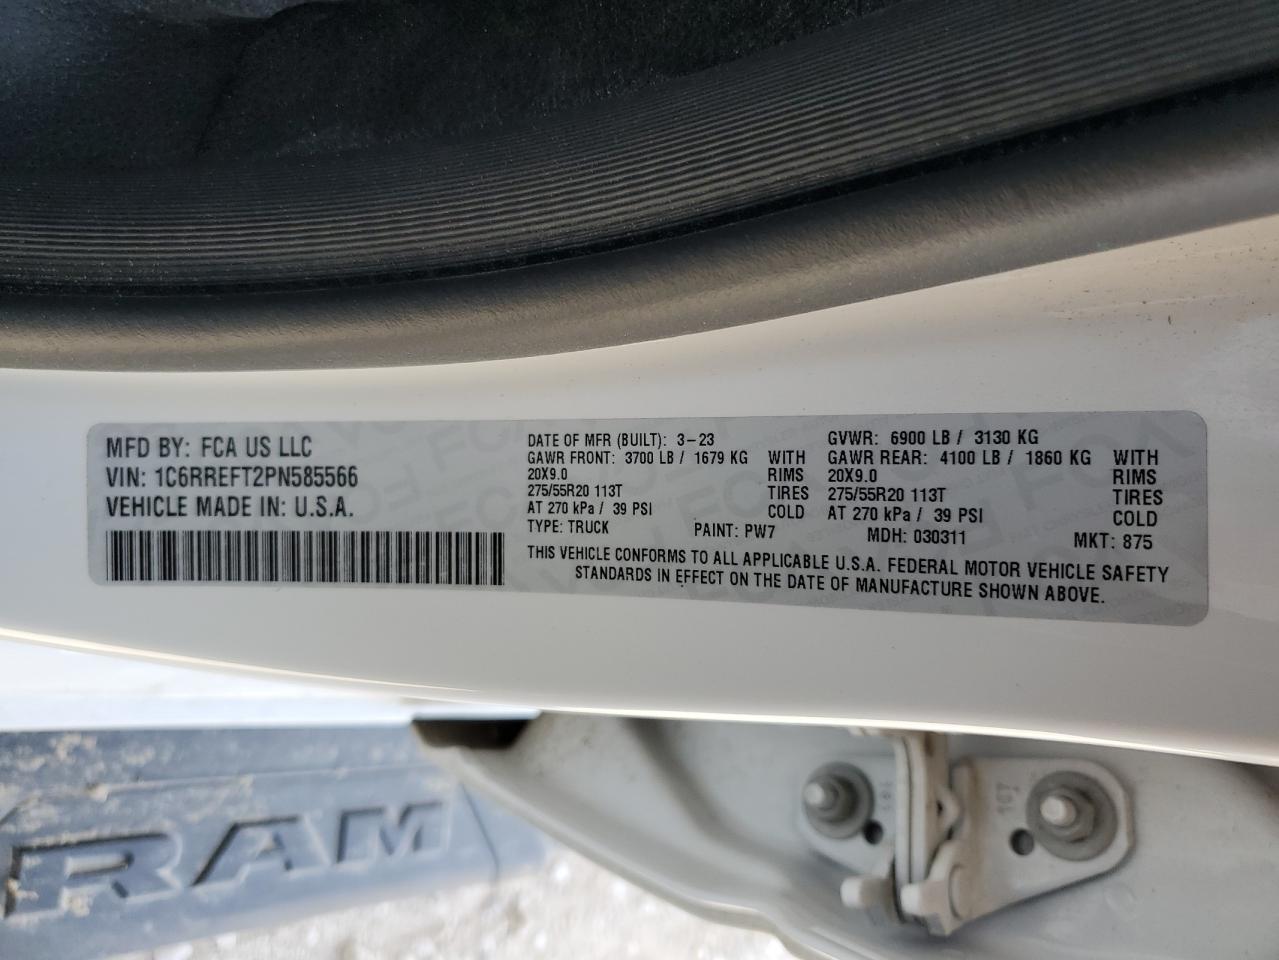 MFD BY: FCA US LLC
VIN: 1C6RREFT2PN585566
VEHICLE MADE IN: U.S.A.
DATE OF MFR (BUILT): 3-23
GAWR FRONT: 3700 LB / 1679 KG WITH
20X9.0 RIMS
275/55R20 113T TIRES
AT 270 kPa / 39 PSI COLD
TYPE: TRUCK PAINT: PW7
GVWR: 6900 LB / 3130 KG
GAWR REAR: 4100 LB / 1860 KG WITH
20X9.0 RIMS
275/55R20 113T TIRES
AT 270 kPa / 39 PSI COLD
MDH: 030311 MKT: 875
THIS VEHICLE CONFORMS TO ALL APPLICABLE U.S.A. FEDERAL MOTOR VEHICLE SAFETY
STANDARDS IN EFFECT ON THE DATE OF MANUFACTURE SHOWN ABOVE.
RAM